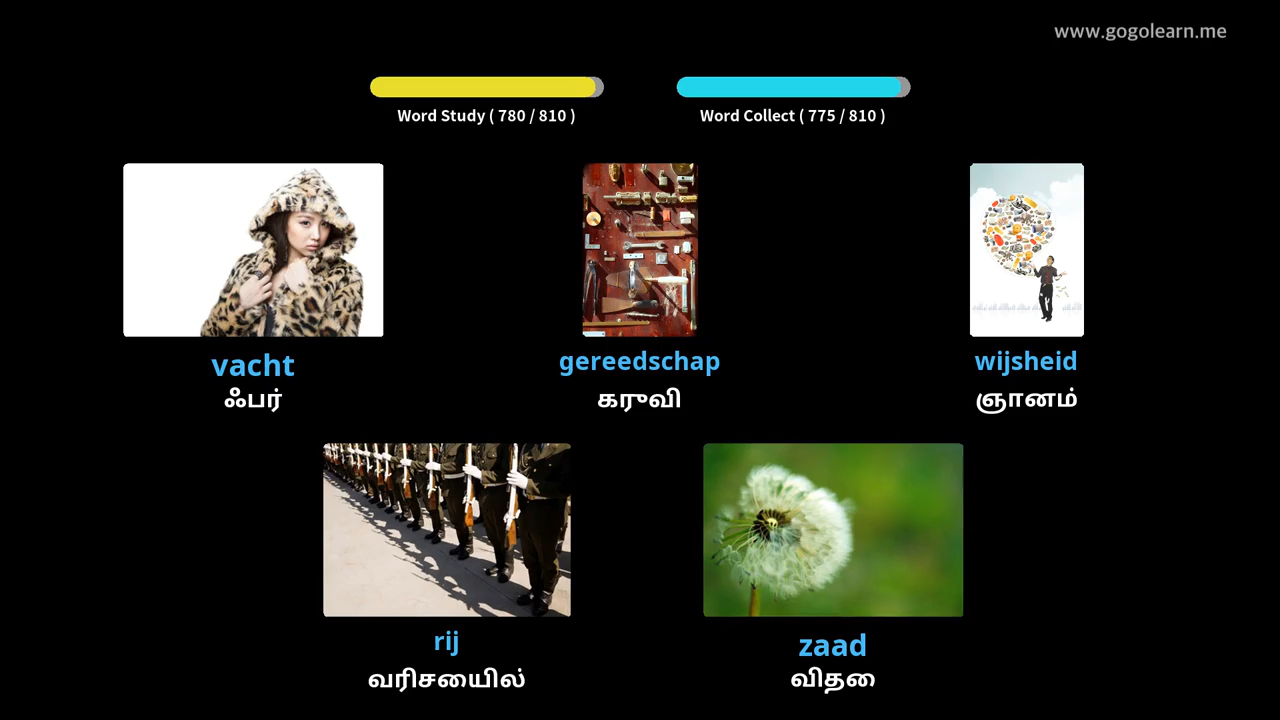 www.gogolearn.me
Word Study ( 780 / 810 )
Word Collect ( 775 / 810 )
vacht
ஃபர்
gereedschap
கருவி
wijsheid
ஞானம்
rij
வரிசையில்
zaad
விதை